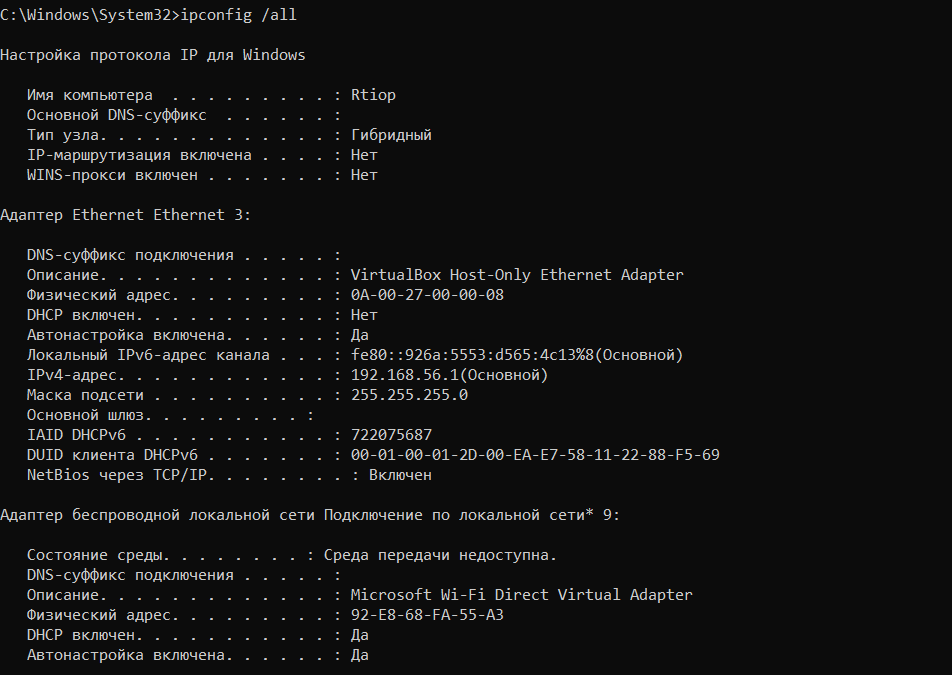 C:\Windows\System32>ipconfig /all
Настройка протокола IP для Windows
Имя компьютера  . . . . . . . . . : Rtiop
Основной DNS-суффикс  . . . . . . :
Тип узла. . . . . . . . . . . . . : Гибридный
IP-маршрутизация включена . . . . : Нет
WINS-прокси включен . . . . . . . : Нет
Адаптер Ethernet Ethernet 3:
DNS-суффикс подключения . . . . . :
Описание. . . . . . . . . . . . . : VirtualBox Host-Only Ethernet Adapter
Физический адрес. . . . . . . . . : 0A-00-27-00-00-08
DHCP включен. . . . . . . . . . . : Нет
Автонастройка включена. . . . . . : Да
Локальный IPv6-адрес канала . . . : fe80::926a:5553:d565:4c13%8(Основной)
IPv4-адрес. . . . . . . . . . . . : 192.168.56.1(Основной)
Маска подсети . . . . . . . . . . : 255.255.255.0
Основной шлюз. . . . . . . . . :
IAID DHCPv6 . . . . . . . . . . . : 722075687
DUID клиента DHCPv6 . . . . . . . : 00-01-00-01-2D-00-EA-E7-58-11-22-88-F5-69
NetBios через TCP/IP. . . . . . . . : Включен
Адаптер беспроводной локальной сети Подключение по локальной сети* 9:
Состояние среды. . . . . . . . : Среда передачи недоступна.
DNS-суффикс подключения . . . . . :
Описание. . . . . . . . . . . . . : Microsoft Wi-Fi Direct Virtual Adapter
Физический адрес. . . . . . . . . : 92-E8-68-FA-55-A3
DHCP включен. . . . . . . . . . . : Да
Автонастройка включена. . . . . . : Да